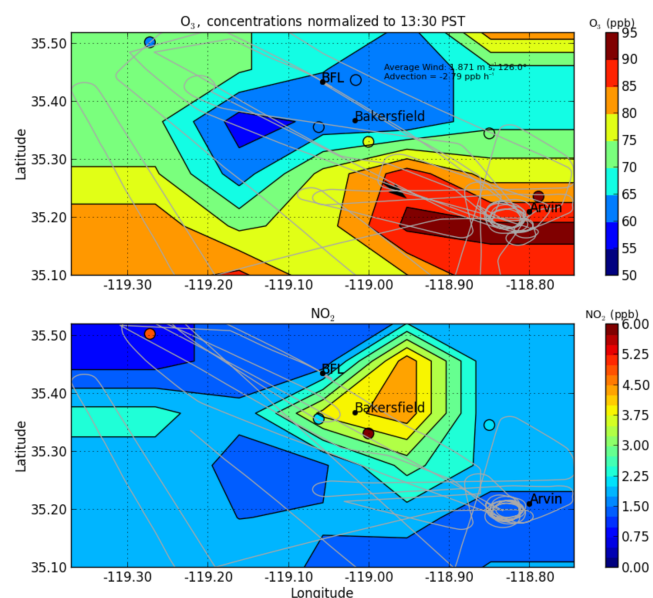 O₃, concentrations normalized to 13:30 PST
O₃ (ppb)
Average Wind: 1.871 m s⁻¹, 126.0°
Advection = -2.79 ppb h⁻¹
BFL
Bakersfield
Arvin
Latitude
35.50
35.40
35.30
35.20
35.10
-119.30 -119.20 -119.10 -119.00 -118.90 -118.80
95
90
85
80
75
70
65
60
55
50
NO₂
NO₂ (ppb)
BFL
Bakersfield
Arvin
Latitude
35.50
35.40
35.30
35.20
35.10
-119.30 -119.20 -119.10 -119.00 -118.90 -118.80
Longitude
6.00
5.25
4.50
3.75
3.00
2.25
1.50
0.75
0.00